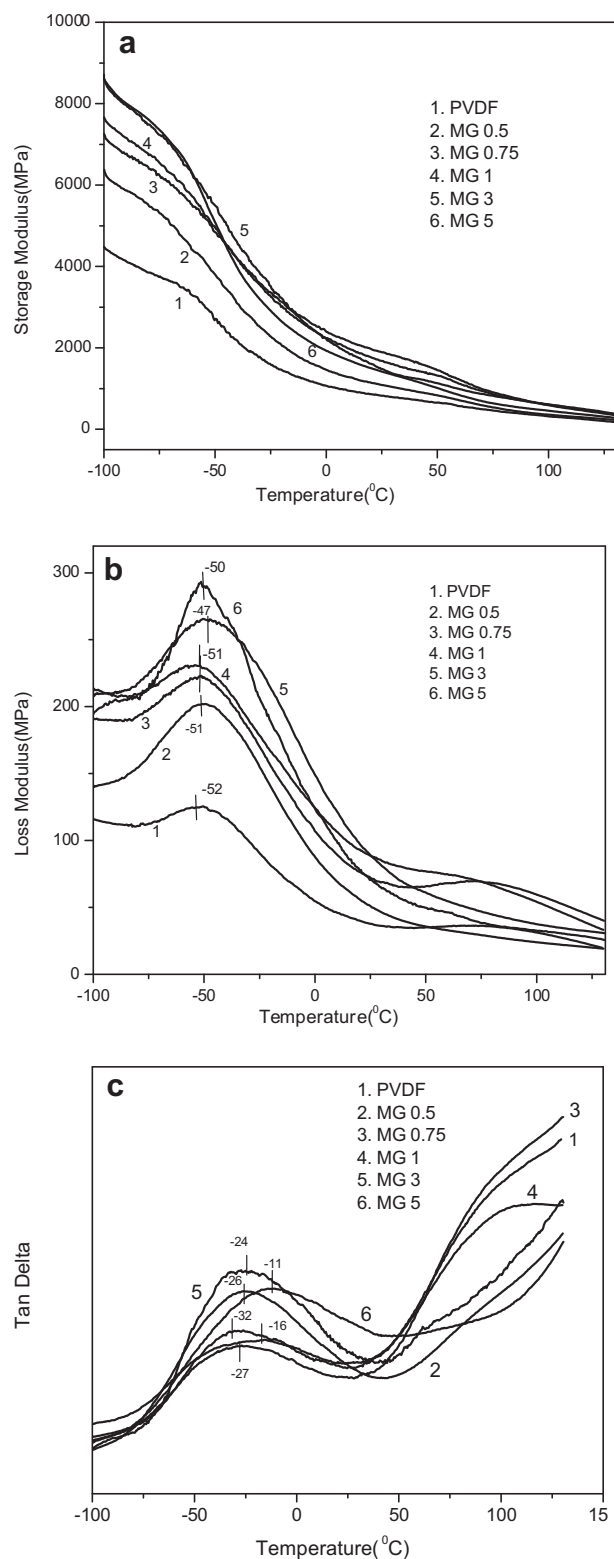 a
10000
8000
6000
4000
2000
0
Storage Modulus(MPa)
1. PVDF
2. MG 0.5
3. MG 0.75
4. MG 1
5. MG 3
6. MG 5
4
3
2
1
5
6
-100
-50
0
50
100
Temperature(⁰C)
b
300
200
100
0
Loss Modulus(MPa)
1. PVDF
2. MG 0.5
3. MG 0.75
4. MG 1
5. MG 3
6. MG 5
-50
-47
6
-51
4
5
3
-51
2
-52
1
-100
-50
0
50
100
Temperature(⁰C)
c
Tan Delta
1. PVDF
2. MG 0.5
3. MG 0.75
4. MG 1
5. MG 3
6. MG 5
3
1
4
-24
-11
-26
5
-32
-16
6
2
-27
-100
-50
0
50
100
15
Temperature(⁰C)